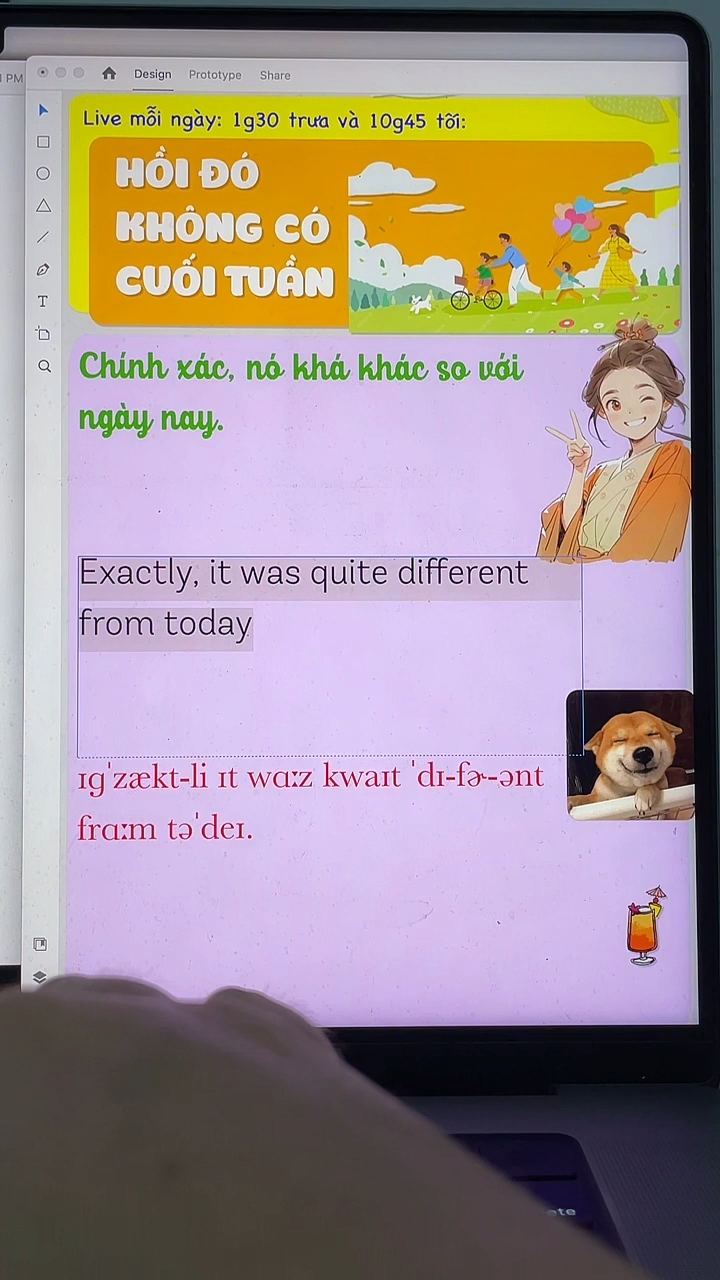 PM
Design Prototype Share
Live mỗi ngày: 1g30 trưa và 10g45 tối:
HỒI ĐÓ
KHÔNG CÓ
CUỐI TUẦN
Chính xác, nó khá khác so với
ngày nay.
Exactly, it was quite different
from today
ɪɡˈzækt-li ɪt wɑːz kwaɪt ˈdɪ-fɚ-ənt
frɑːm təˈdeɪ.